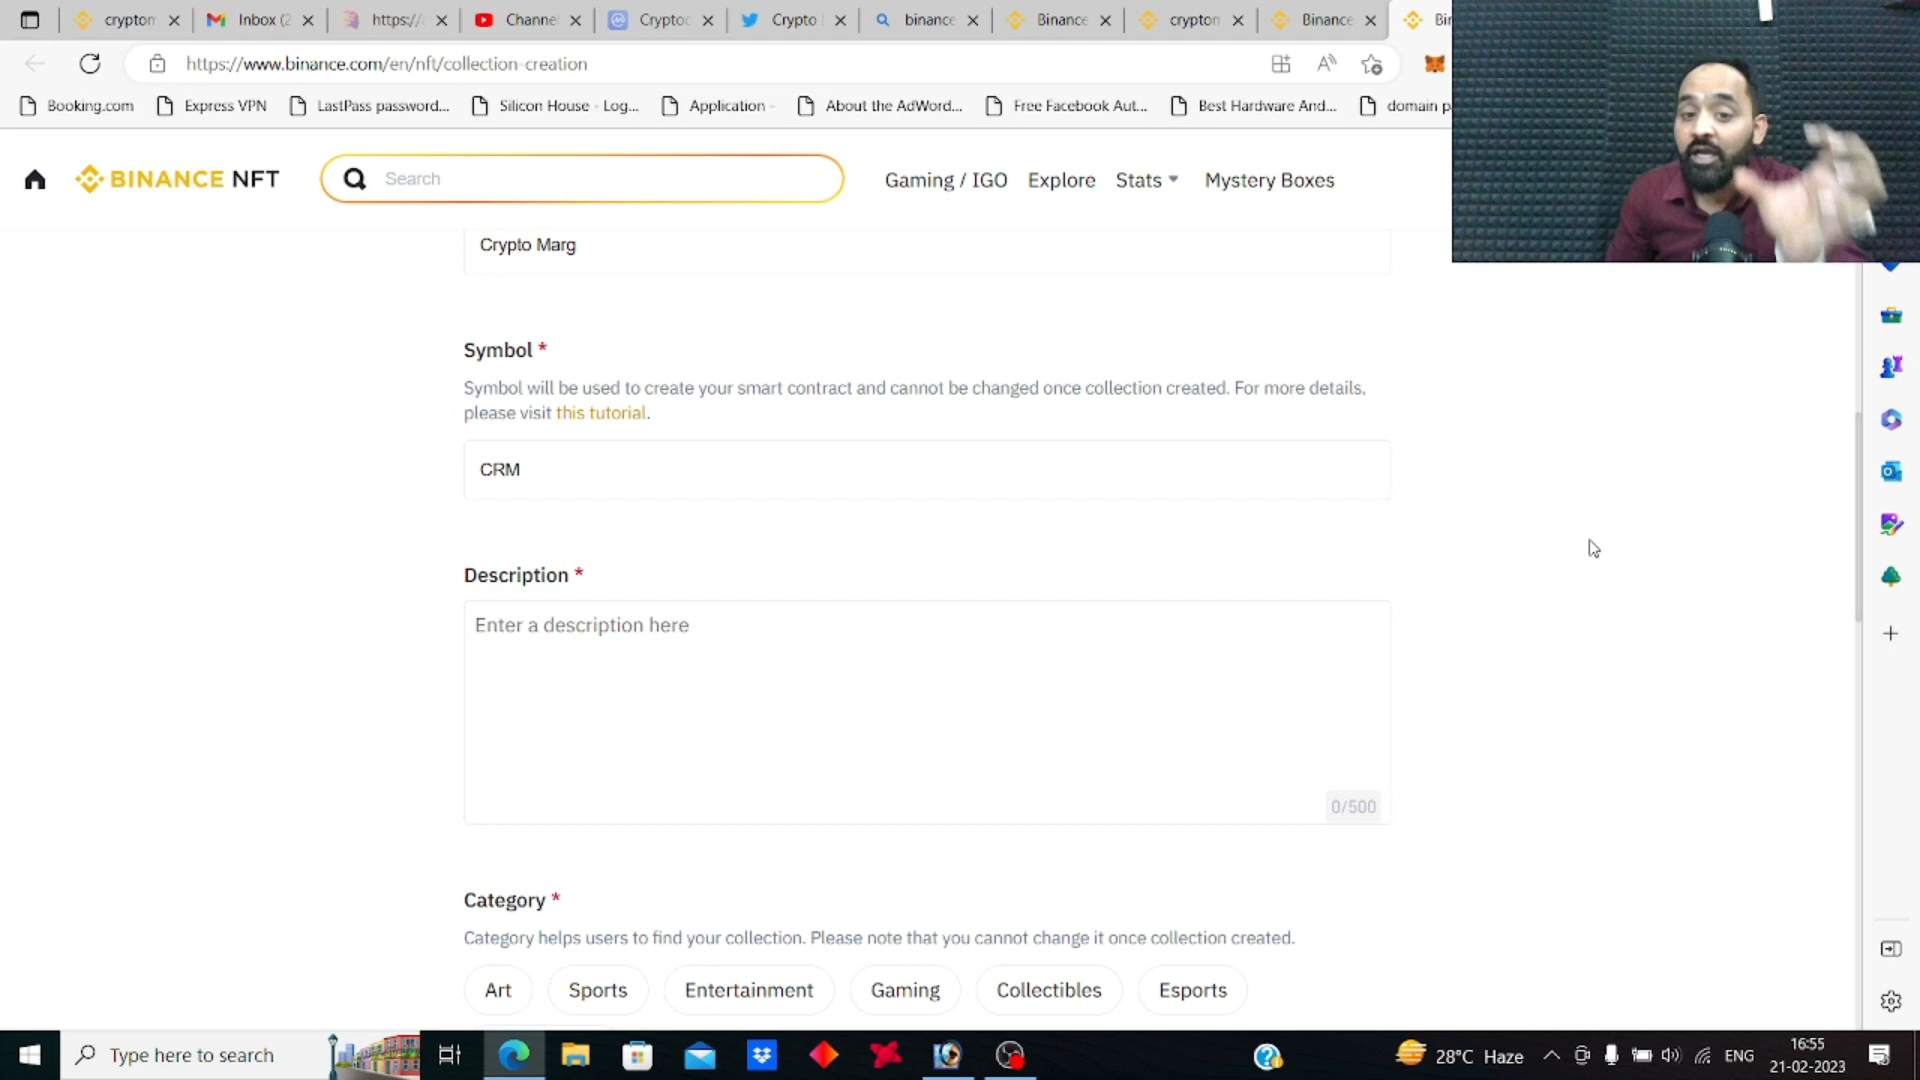 cryptom
Inbox (2
https://
Channe
Cryptoc
Crypto
binance
Binance
cryptom
Binance
Bin
https://www.binance.com/en/nft/collection-creation
Booking.com
Express VPN
LastPass password...
Silicon House - Log...
Application -
About the AdWord...
Free Facebook Aut...
Best Hardware And...
domain p
BINANCE NFT
Search
Gaming / IGO
Explore
Stats
Mystery Boxes
Crypto Marg
Symbol *
Symbol will be used to create your smart contract and cannot be changed once collection created. For more details,
please visit this tutorial.
CRM
Description *
Enter a description here
0/500
Category *
Category helps users to find your collection. Please note that you cannot change it once collection created.
Art
Sports
Entertainment
Gaming
Collectibles
Esports
Type here to search
28°C Haze
ENG
16:55
21-02-2023